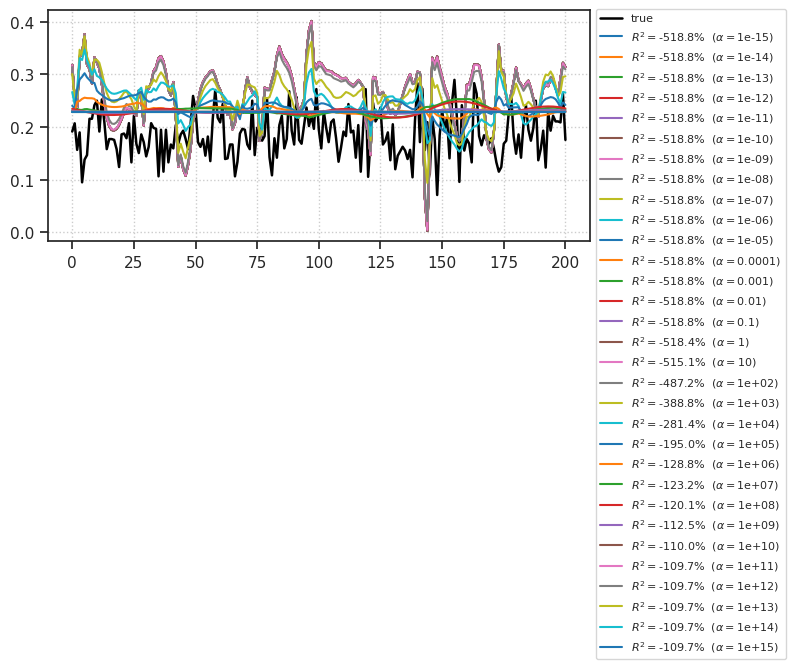 0.4
0.3
0.2
0.1
0.0
0
25
50
75
100
125
150
175
200
true
R² = -518.8% (α = 1e-15)
R² = -518.8% (α = 1e-14)
R² = -518.8% (α = 1e-13)
R² = -518.8% (α = 1e-12)
R² = -518.8% (α = 1e-11)
R² = -518.8% (α = 1e-10)
R² = -518.8% (α = 1e-09)
R² = -518.8% (α = 1e-08)
R² = -518.8% (α = 1e-07)
R² = -518.8% (α = 1e-06)
R² = -518.8% (α = 1e-05)
R² = -518.8% (α = 0.0001)
R² = -518.8% (α = 0.001)
R² = -518.8% (α = 0.01)
R² = -518.8% (α = 0.1)
R² = -518.4% (α = 1)
R² = -515.1% (α = 10)
R² = -487.2% (α = 1e+02)
R² = -388.8% (α = 1e+03)
R² = -281.4% (α = 1e+04)
R² = -195.0% (α = 1e+05)
R² = -128.8% (α = 1e+06)
R² = -123.2% (α = 1e+07)
R² = -120.1% (α = 1e+08)
R² = -112.5% (α = 1e+09)
R² = -110.0% (α = 1e+10)
R² = -109.7% (α = 1e+11)
R² = -109.7% (α = 1e+12)
R² = -109.7% (α = 1e+13)
R² = -109.7% (α = 1e+14)
R² = -109.7% (α = 1e+15)